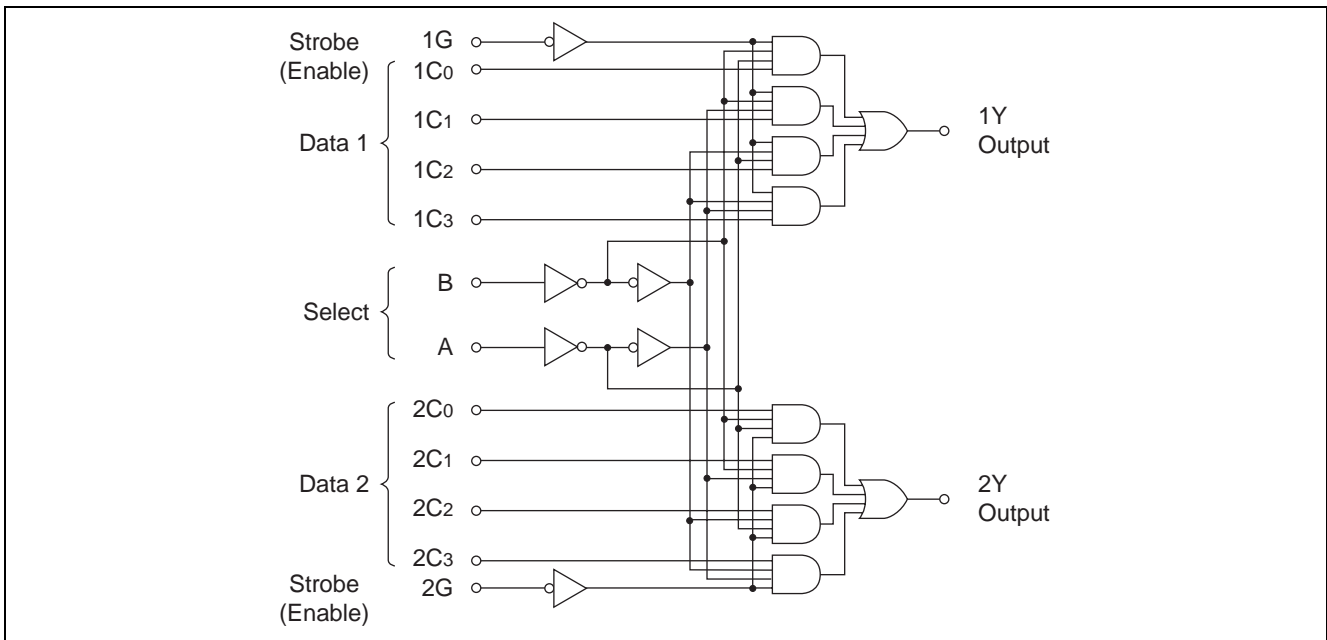 Strobe
(Enable)
1G
1C0
1C1
Data 1
1C2
1C3
1Y
Output
B
Select
A
2C0
2C1
Data 2
2C2
2C3
2Y
Output
Strobe
(Enable)
2G